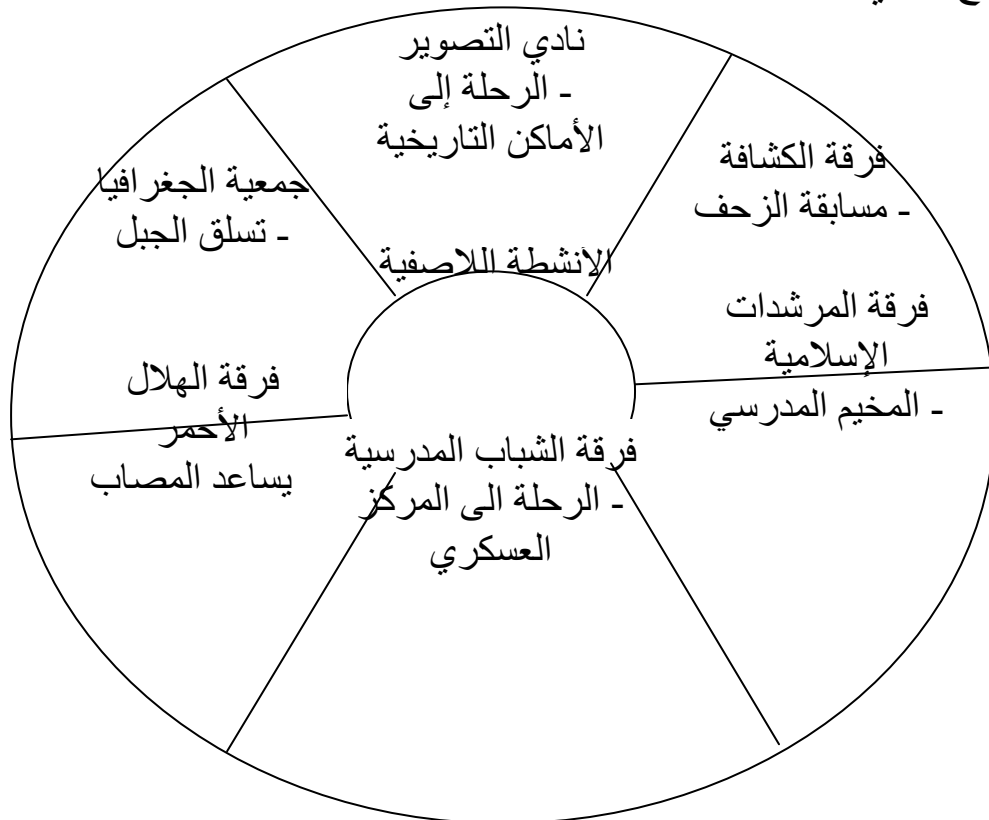 نادي التصوير
- الرحلة إلى
الأماكن التاريخية
فرقة الكشافة
- مسابقة الزحف
جمعية الجغرافيا
- تسلق الجبل
الأنشطة اللاصفية
فرقة المرشدات
الإسلامية
- المخيم المدرسي
فرقة الهلال
الأحمر
يساعد المصاب
فرقة الشباب المدرسية
- الرحلة الى المركز
العسكري